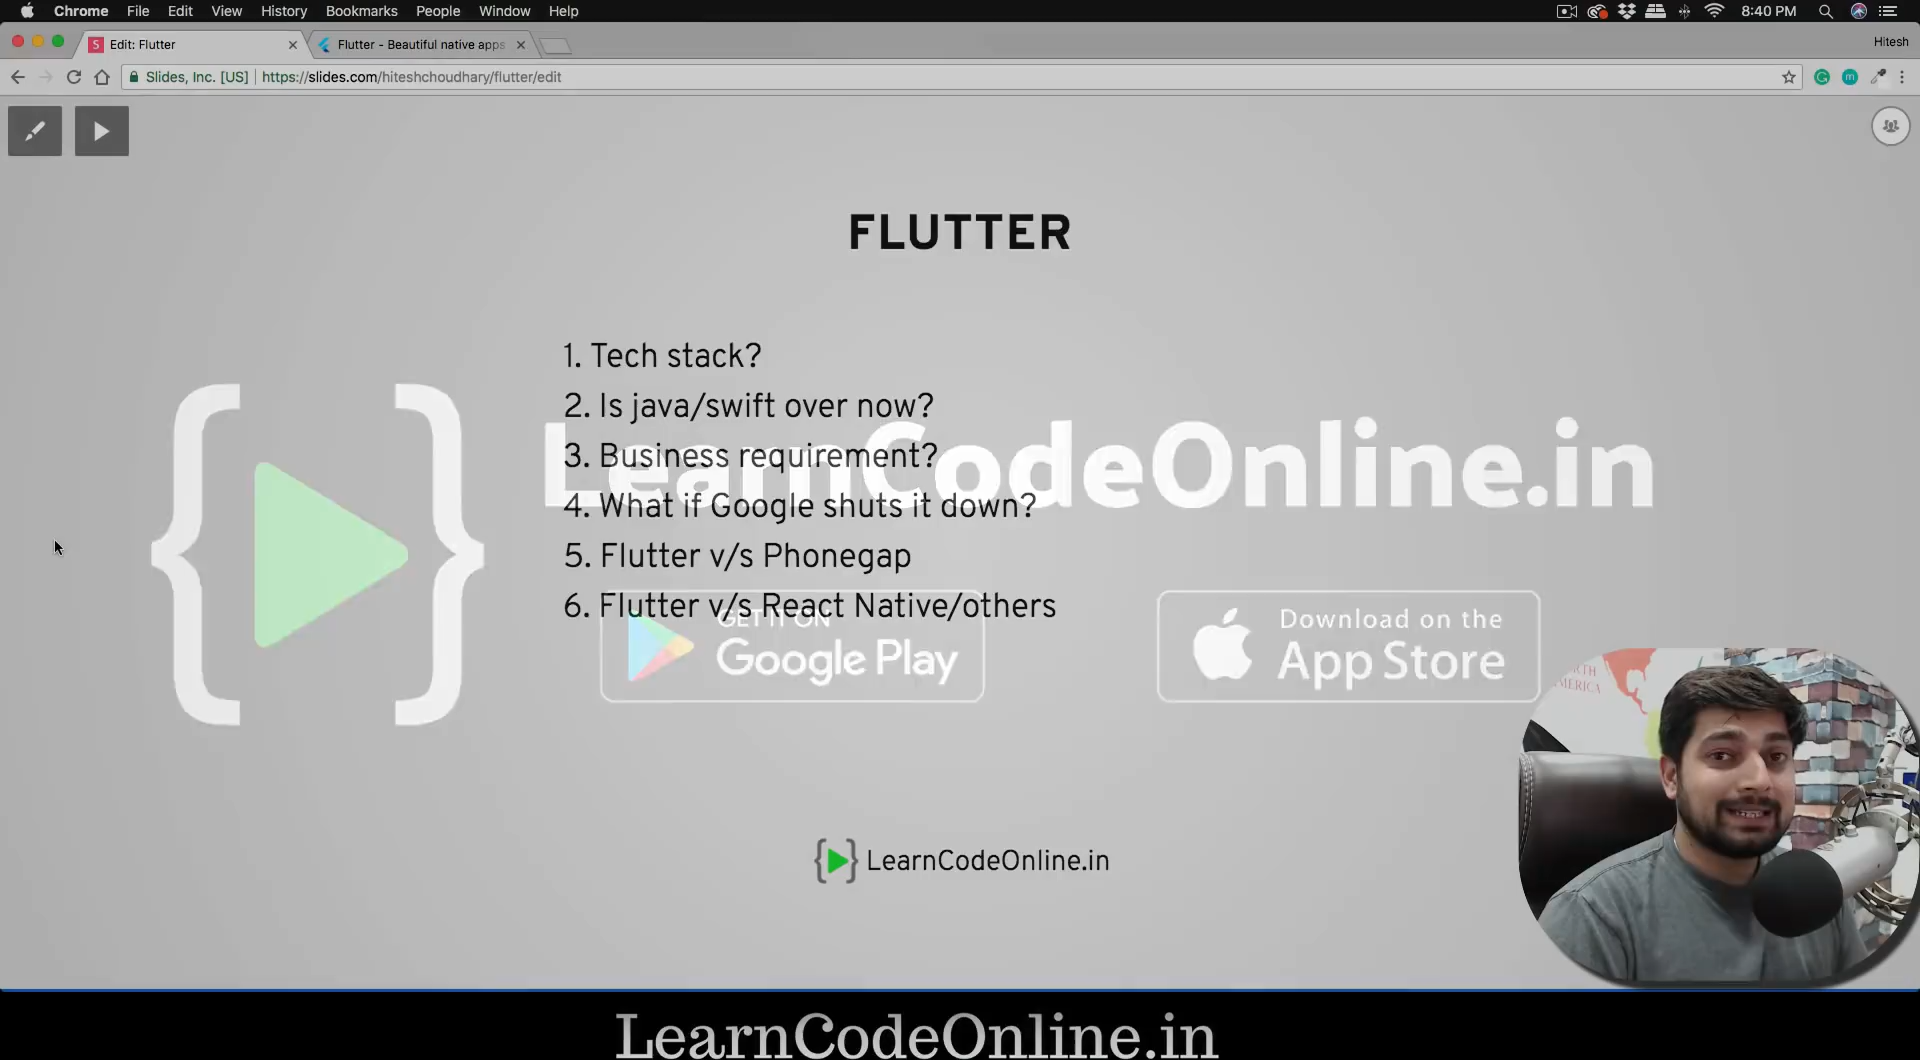 Chrome File Edit View History Bookmarks People Window Help 8:40 PM
Edit: Flutter Flutter - Beautiful native apps Hitesh
Slides, Inc. [US] https://slides.com/hiteshchoudhary/flutter/edit
FLUTTER
1. Tech stack?
2. Is java/swift over now?
3. Business requirement?
4. What if Google shuts it down?
5. Flutter v/s Phonegap
6. Flutter v/s React Native/others
LearnCodeOnline.in
GET IT ON
Google Play
Download on the
App Store
LearnCodeOnline.in
LearnCodeOnline.in